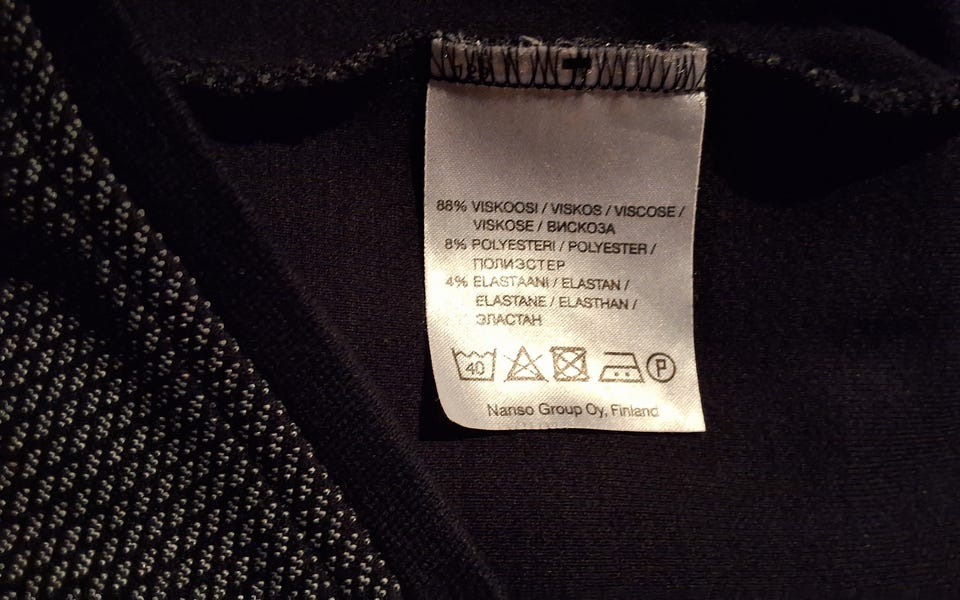 88% VISKOOSI / VISKOS / VISCOSE /
VISKOSE / ВИСКОЗА
8% POLYESTERI / POLYESTER /
ПОЛИЭСТЕР
4% ELASTAANI / ELASTAN /
ELASTANE / ELASTHAN /
ЭЛАСТАН
40 P
Nanso Group Oy, Finland